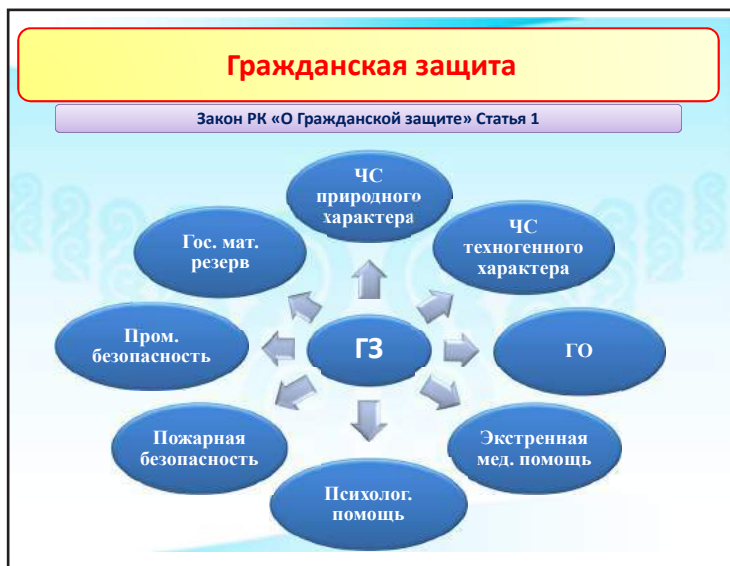 Гражданская защита
Закон РК «О Гражданской защите» Статья 1
ЧС
природного
характера
ЧС
техногенного
характера
Гос. мат.
резерв
Пром.
безопасность
ГЗ
ГО
Пожарная
безопасность
Экстренная
мед. помощь
Психолог.
помощь